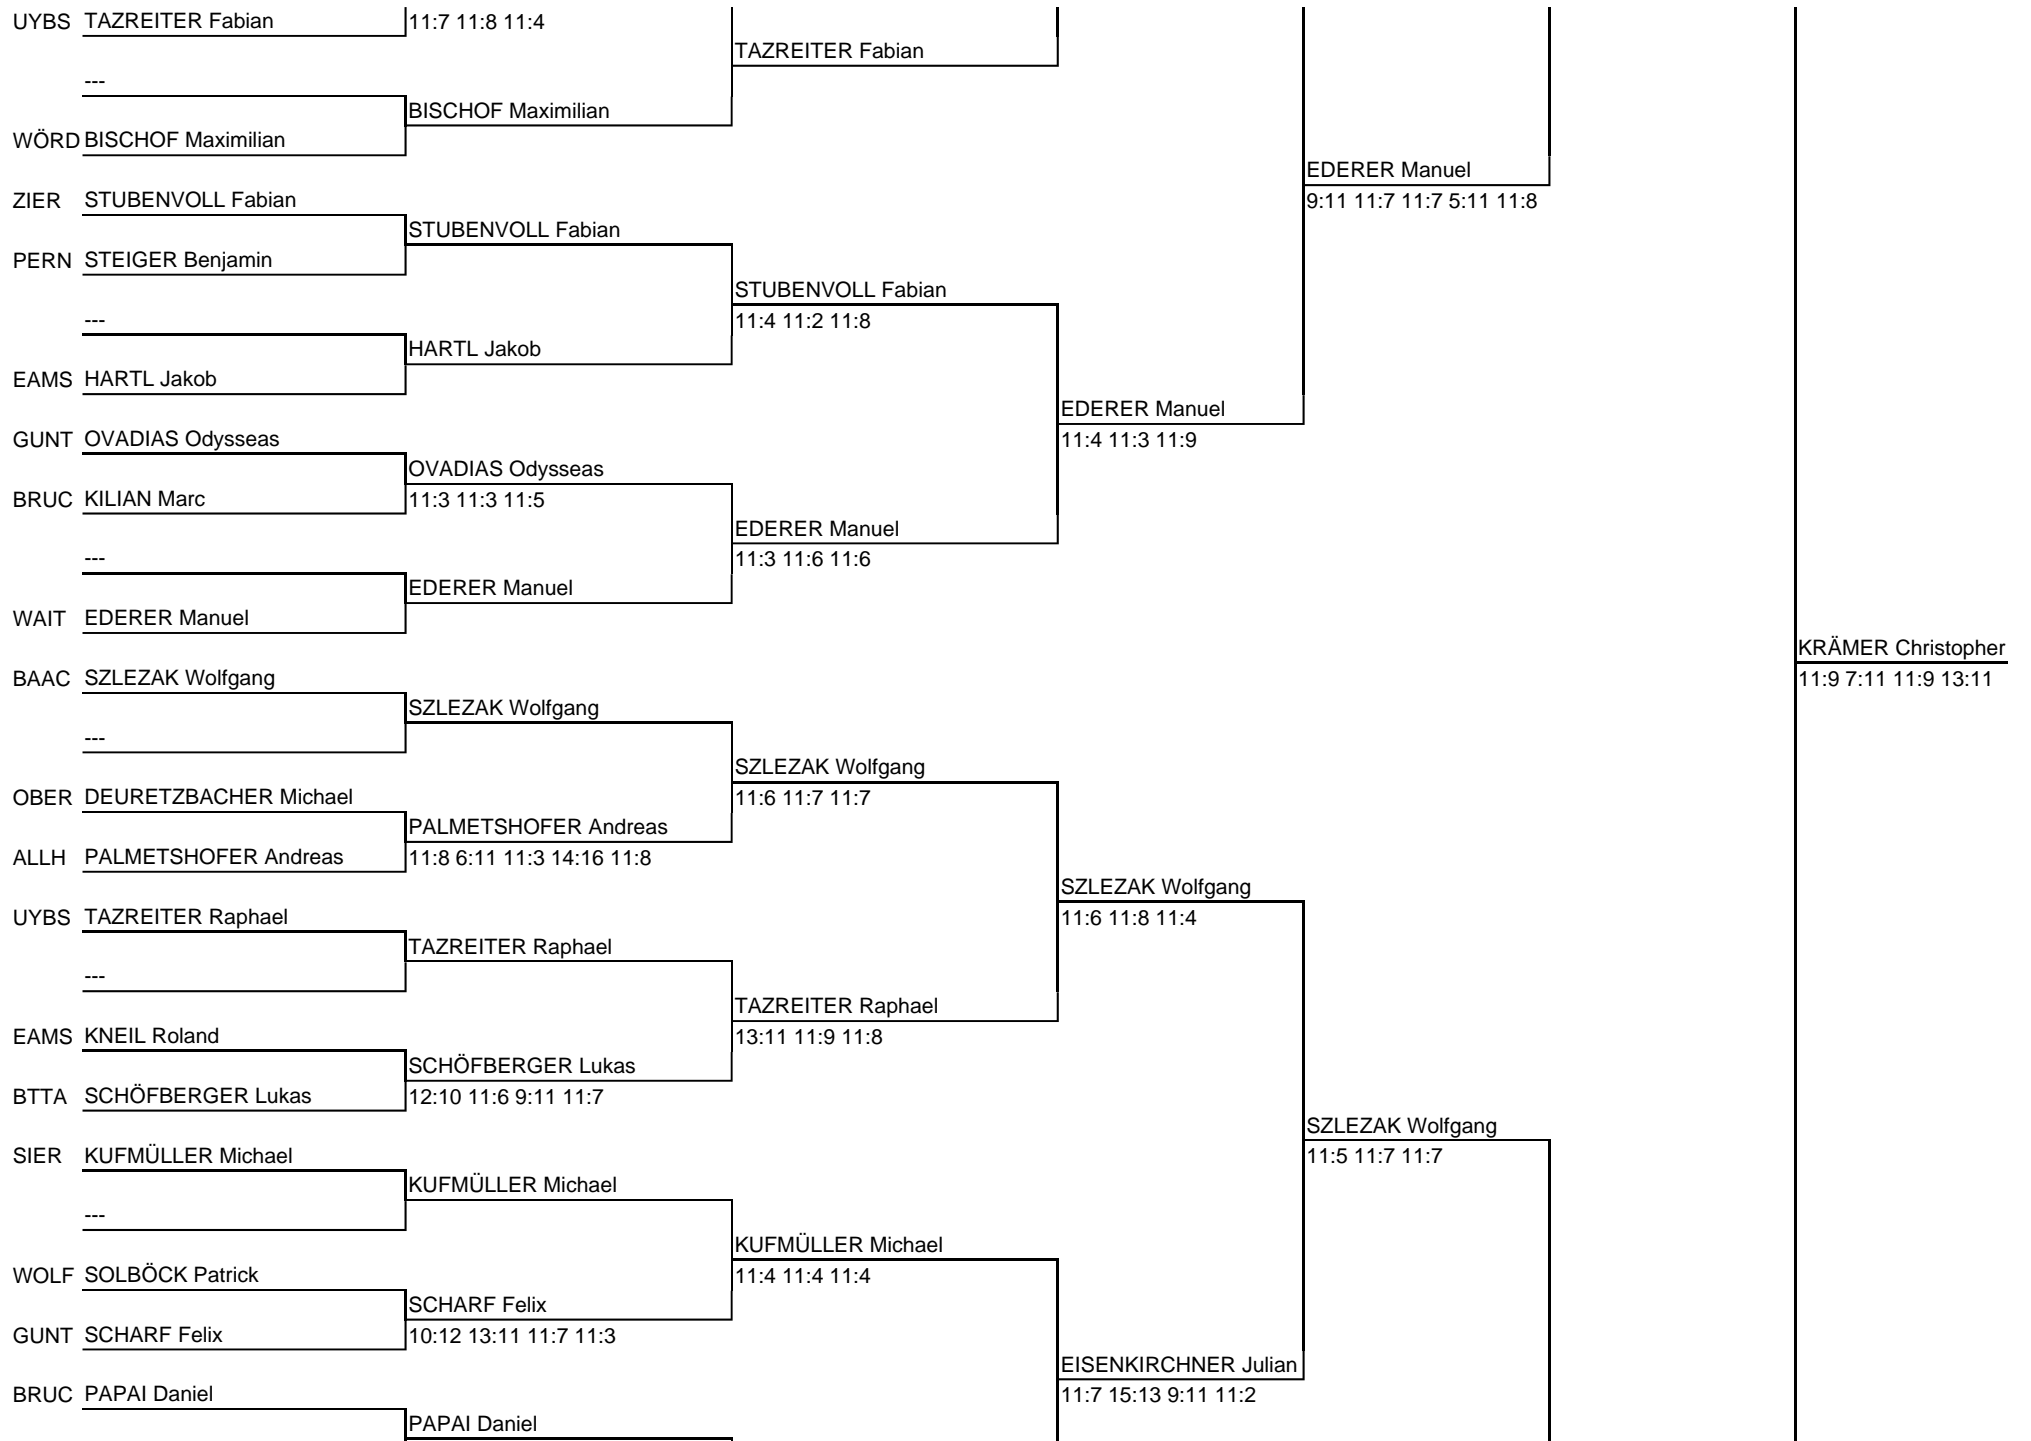 UYBS TAZREITER Fabian 11:7 11:8 11:4
TAZREITER Fabian
---
BISCHOF Maximilian
WÖRD BISCHOF Maximilian
EDERER Manuel
ZIER STUBENVOLL Fabian 9:11 11:7 11:7 5:11 11:8
STUBENVOLL Fabian
PERN STEIGER Benjamin
STUBENVOLL Fabian
--- 11:4 11:2 11:8
HARTL Jakob
EAMS HARTL Jakob
EDERER Manuel
GUNT OVADIAS Odysseas 11:4 11:3 11:9
OVADIAS Odysseas
BRUC KILIAN Marc 11:3 11:3 11:5
EDERER Manuel
--- 11:3 11:6 11:6
EDERER Manuel
WAIT EDERER Manuel
KRÄMER Christopher
BAAC SZLEZAK Wolfgang 11:9 7:11 11:9 13:11
SZLEZAK Wolfgang
---
SZLEZAK Wolfgang
OBER DEURETZBACHER Michael 11:6 11:7 11:7
PALMETSHOFER Andreas
ALLH PALMETSHOFER Andreas 11:8 6:11 11:3 14:16 11:8
SZLEZAK Wolfgang
UYBS TAZREITER Raphael 11:6 11:8 11:4
TAZREITER Raphael
---
TAZREITER Raphael
EAMS KNEIL Roland 13:11 11:9 11:8
SCHÖFBERGER Lukas
BTTA SCHÖFBERGER Lukas 12:10 11:6 9:11 11:7
SZLEZAK Wolfgang
SIER KUFMÜLLER Michael 11:5 11:7 11:7
KUFMÜLLER Michael
---
KUFMÜLLER Michael
WOLF SOLBÖCK Patrick 11:4 11:4 11:4
SCHARF Felix
GUNT SCHARF Felix 10:12 13:11 11:7 11:3
EISENKIRCHNER Julian
BRUC PAPAI Daniel 11:7 15:13 9:11 11:2
PAPAI Daniel